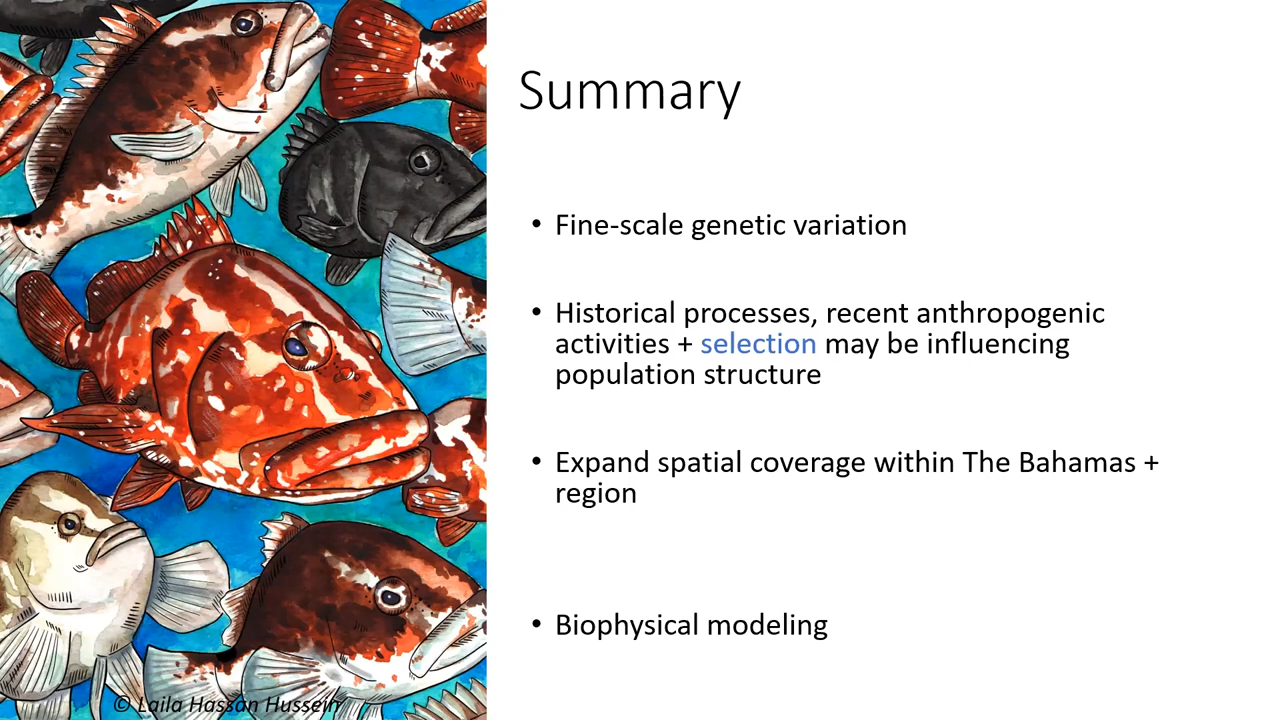 Summary
• Fine-scale genetic variation
• Historical processes, recent anthropogenic
activities + selection may be influencing
population structure
• Expand spatial coverage within The Bahamas +
region
• Biophysical modeling
© Laila Hassan Hussein